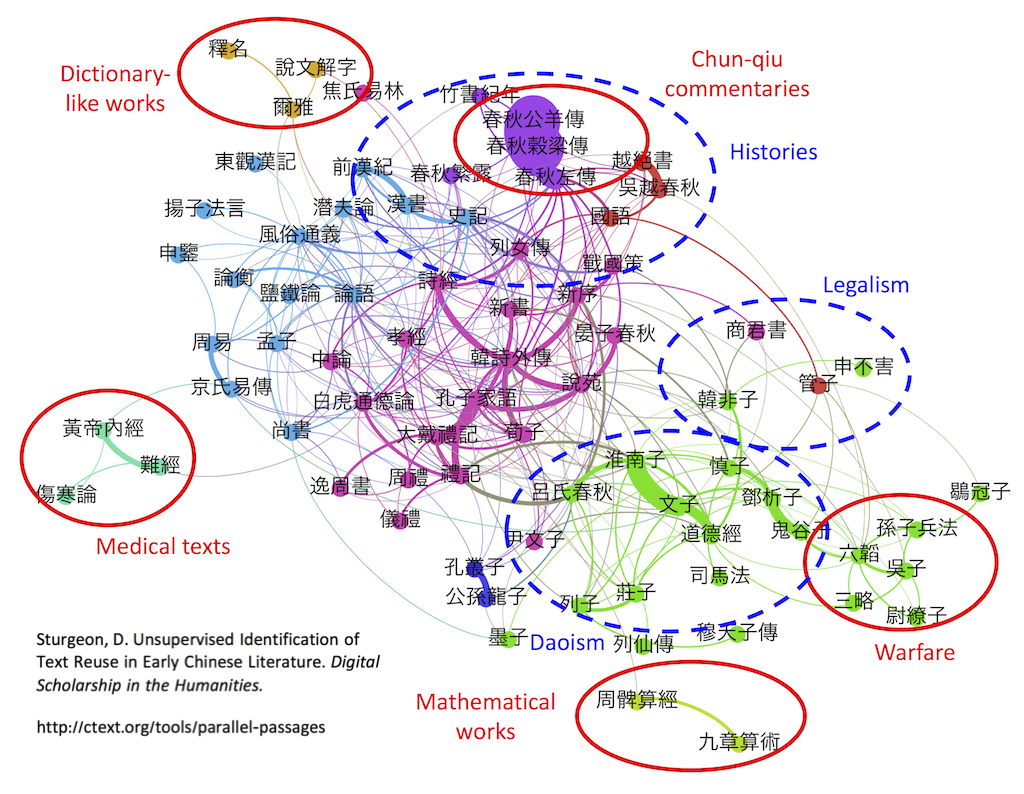 釋名
說文解字
Dictionary-
like works
焦氏易林
爾雅
Chun-qiu
commentaries
竹書紀年
春秋公羊傳
春秋穀梁傳
Histories
東觀漢記
前漢紀
春秋繁露
春秋左傳
越絕書
吳越春秋
揚子法言
潛夫論
漢書
史記
國語
風俗通義
申鑒
列女傳
戰國策
論衡
鹽鐵論
論語
詩經
新序
Legalism
新書
周易
孟子
孝經
晏子春秋
商君書
中論
韓詩外傳
申不害
京氏易傳
說苑
管子
白虎通德論
孔子家語
韓非子
黃帝內經
尚書
大戴禮記
荀子
難經
淮南子
慎子
傷寒論
逸周書
周禮
禮記
呂氏春秋
文子
鄧析子
鶡冠子
儀禮
道德經
鬼谷子
孫子兵法
Medical texts
尹文子
六韜
吳子
孔叢子
司馬法
公孫龍子
列子
莊子
三略
尉繚子
墨子
Daoism
列仙傳
穆天子傳
Warfare
Sturgeon, D. Unsupervised Identification of
Text Reuse in Early Chinese Literature. Digital
Scholarship in the Humanities.
http://ctext.org/tools/parallel-passages
Mathematical
works
周髀算經
九章算術